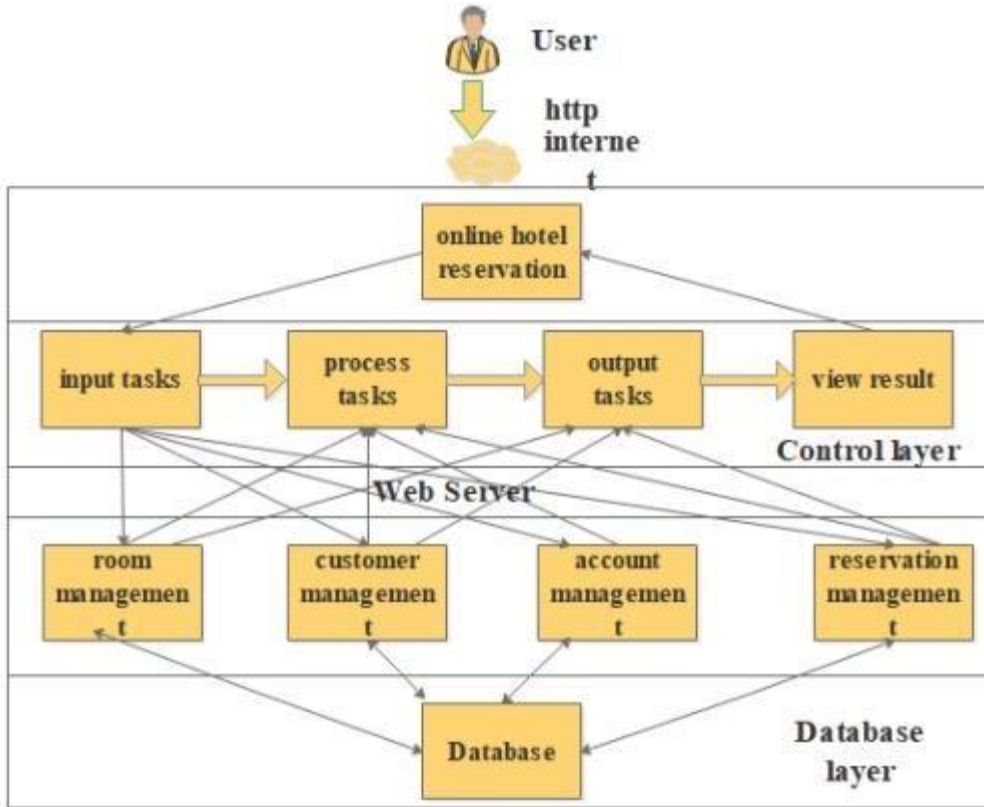 User
http
interne
t
online hotel
reservation
input tasks
process
tasks
output
tasks
view result
Control layer
Web Server
room
managemen
t
customer
management
t
account
managemen
t
reservation
managemen
t
Database
Database
layer